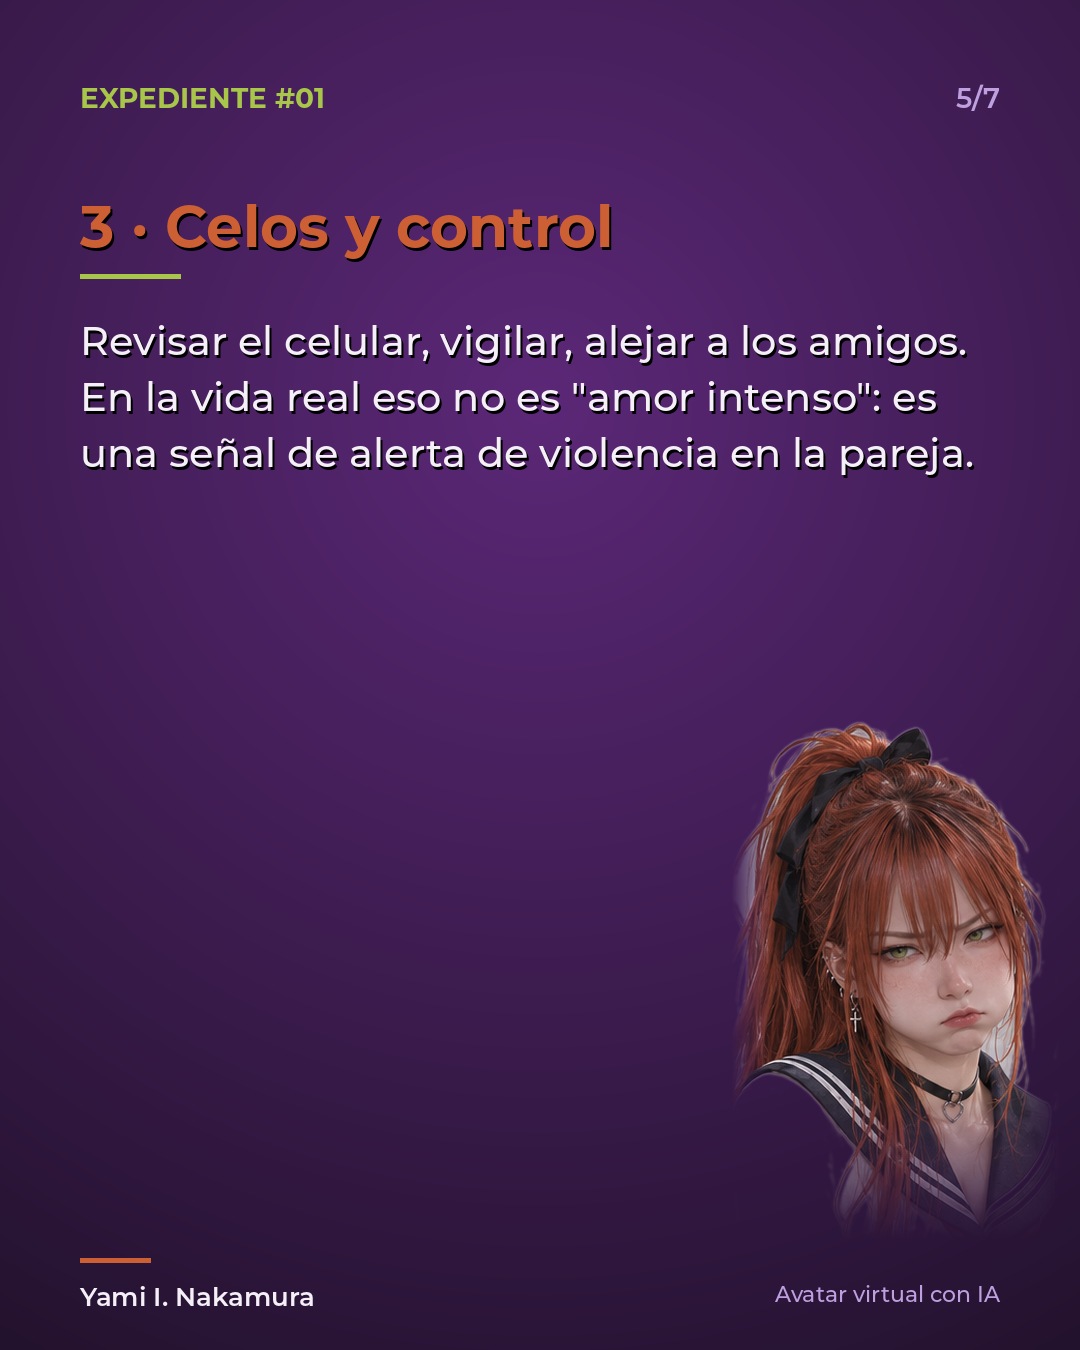 EXPEDIENTE #01
5/7
3 · Celos y control
Revisar el celular, vigilar, alejar a los amigos.
En la vida real eso no es "amor intenso": es
una señal de alerta de violencia en la pareja.
Yami I. Nakamura
Avatar virtual con IA